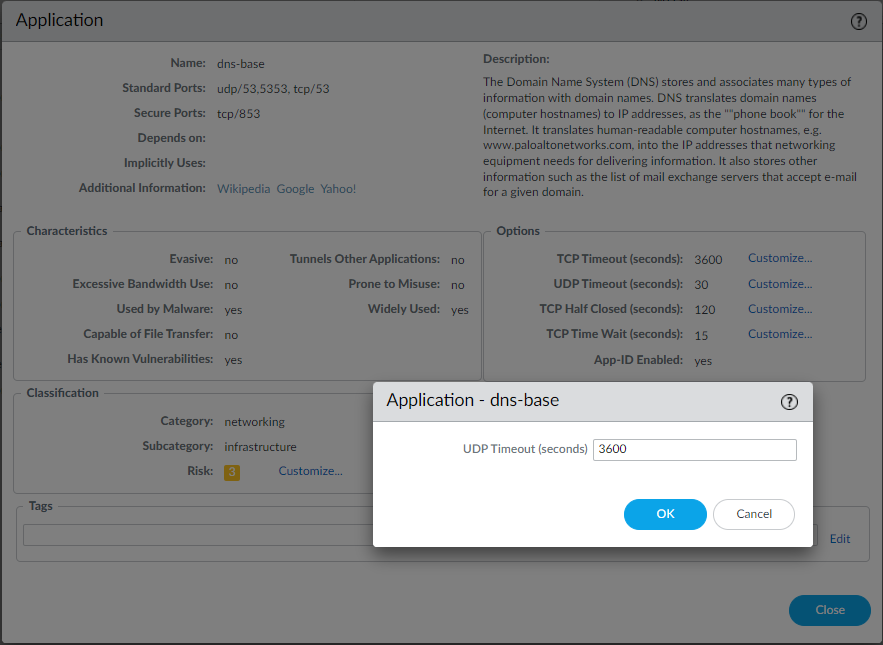 Application
Name: dns-base
Standard Ports: udp/53,5353, tcp/53
Secure Ports: tcp/853
Depends on:
Implicitly Uses:
Additional Information: Wikipedia Google Yahoo!
Description:
The Domain Name System (DNS) stores and associates many types of
information with domain names. DNS translates domain names
(computer hostnames) to IP addresses, as the ""phone book"" for the
Internet. It translates human-readable computer hostnames, e.g.
www.paloaltonetworks.com, into the IP addresses that networking
equipment needs for delivering information. It also stores other
information such as the list of mail exchange servers that accept e-mail
for a given domain.
Characteristics
Evasive: no Tunnels Other Applications: no
Excessive Bandwidth Use: no Prone to Misuse: no
Used by Malware: yes Widely Used: yes
Capable of File Transfer: no
Has Known Vulnerabilities: yes
Options
TCP Timeout (seconds): 3600 Customize...
UDP Timeout (seconds): 30 Customize...
TCP Half Closed (seconds): 120 Customize...
TCP Time Wait (seconds): 15 Customize...
App-ID Enabled: yes
Classification
Category: networking
Subcategory: infrastructure
Risk: 3 Customize...
Application - dns-base
UDP Timeout (seconds) 3600
OK Cancel
Tags
Edit
Close